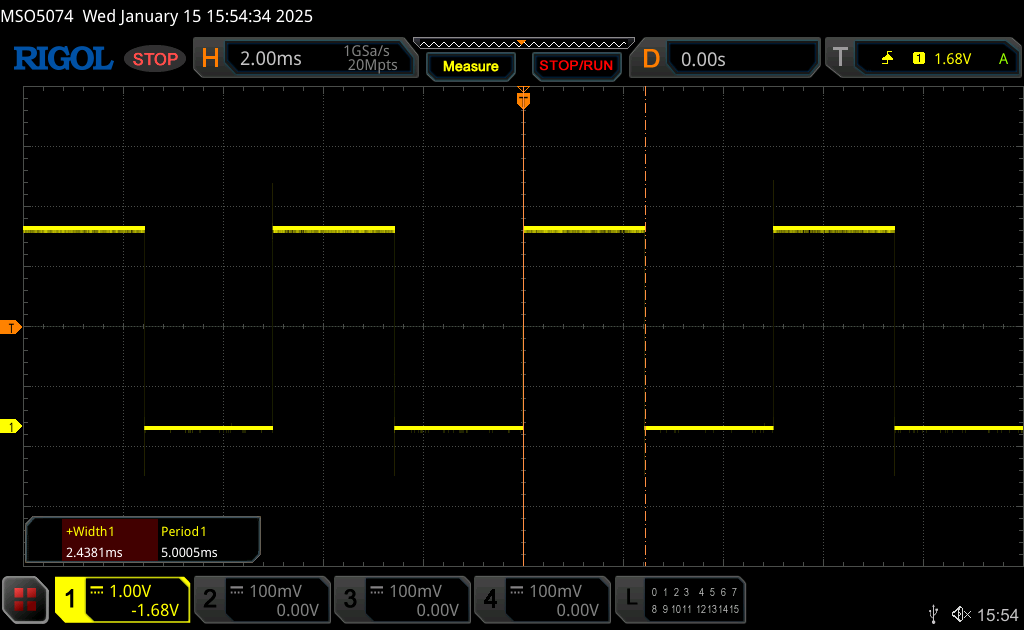 MSO5074 Wed January 15 15:54:34 2025
RIGOL STOP H 2.00ms 1GSa/s 20Mpts Measure STOP/RUN D 0.00s T 1 1.68V A
T
T
1
+Width1 Period1
2.4381ms 5.0005ms
1 1.00V -1.68V 2 100mV 0.00V 3 100mV 0.00V 4 100mV 0.00V L 0 1 2 3 4 5 6 7
8 9 10 11 12 13 14 15
15:54